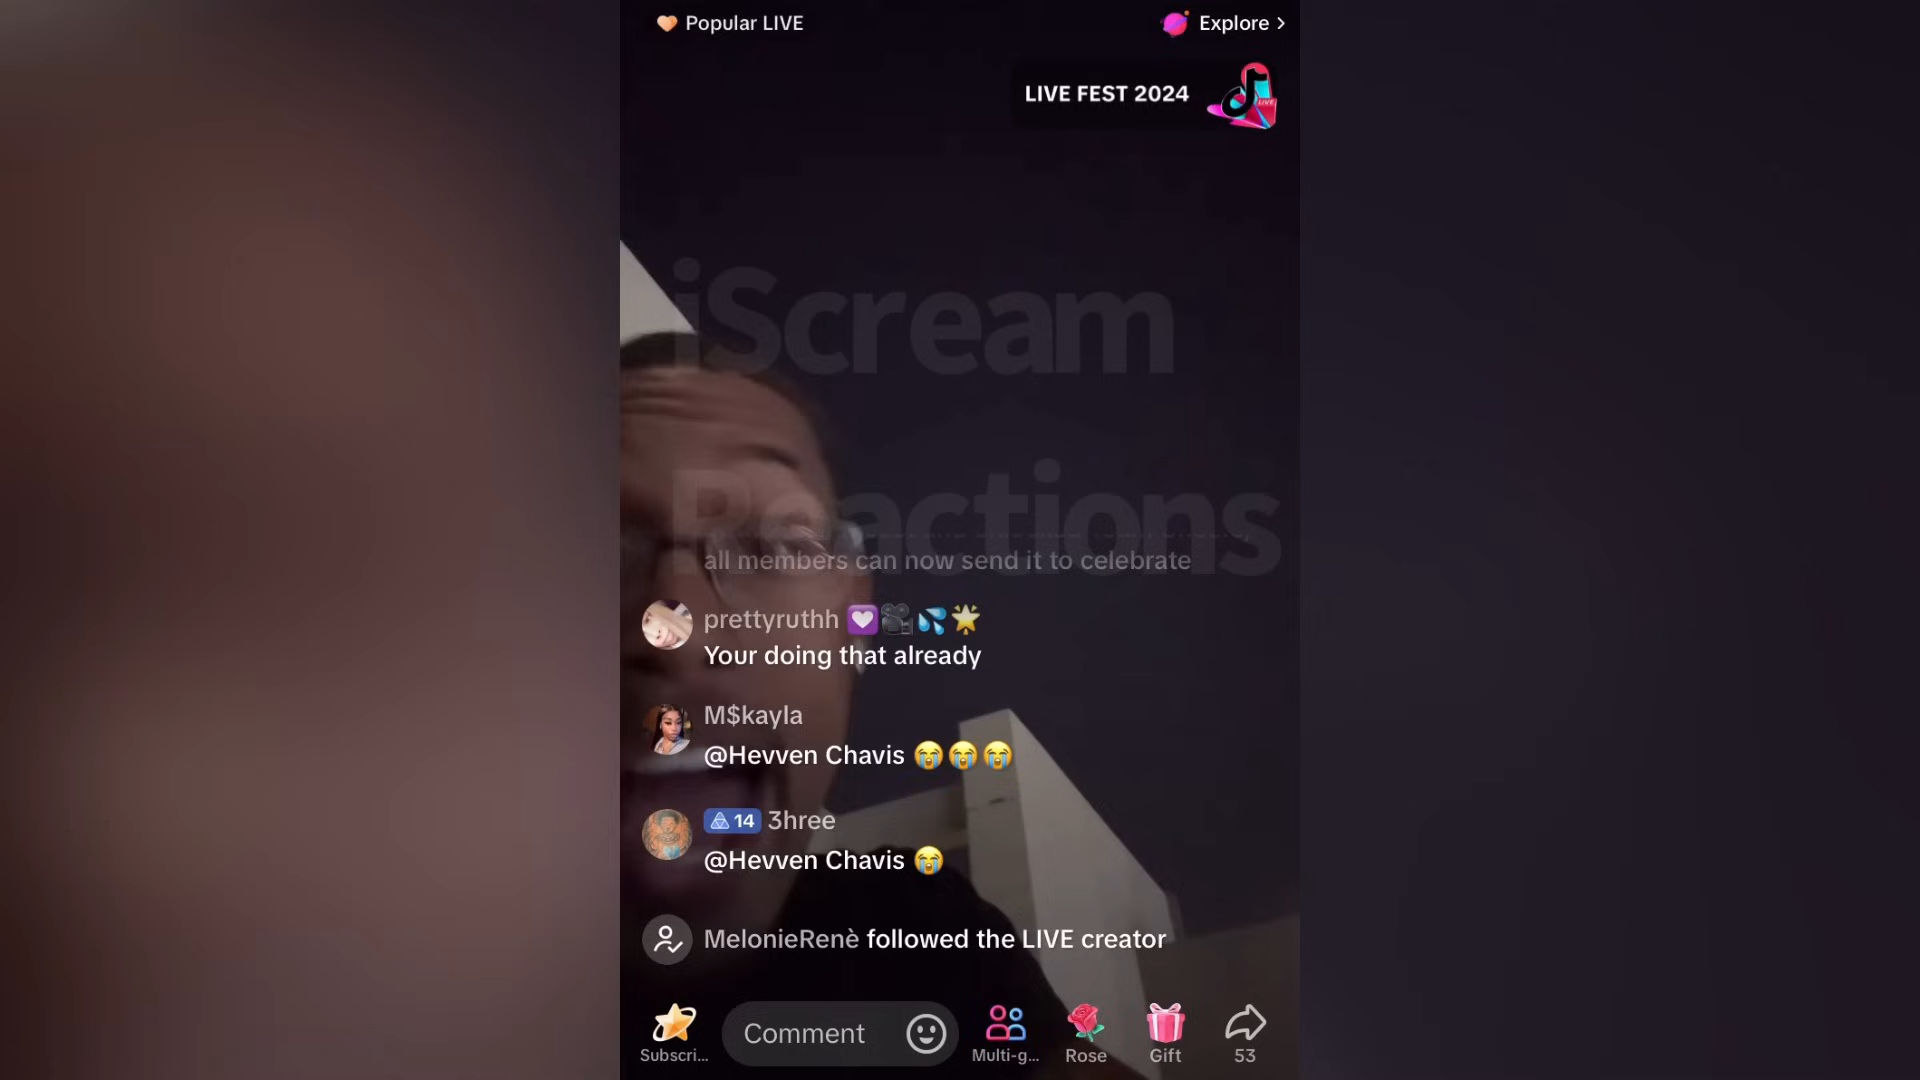 Popular LIVE
Explore >
LIVE FEST 2024
LIVE
iScream
Reactions
all members can now send it to celebrate
prettyruthh 💜🎥💦🌟
Your doing that already
M$kayla
@Hevven Chavis 😭😭😭
14 3hree
@Hevven Chavis 😭
MelonieRenè followed the LIVE creator
Comment
Subscri...
Multi-g...
Rose
Gift
53